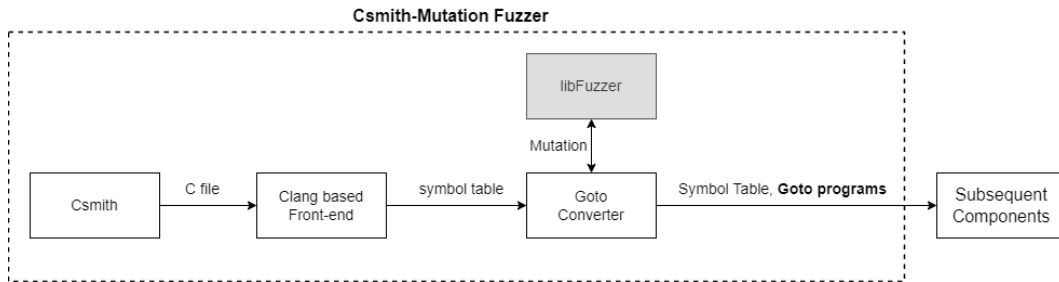 Csmith-Mutation Fuzzer
libFuzzer
Mutation
Csmith
C file
Clang based
Front-end
symbol table
Goto
Converter
Symbol Table, Goto programs
Subsequent
Components